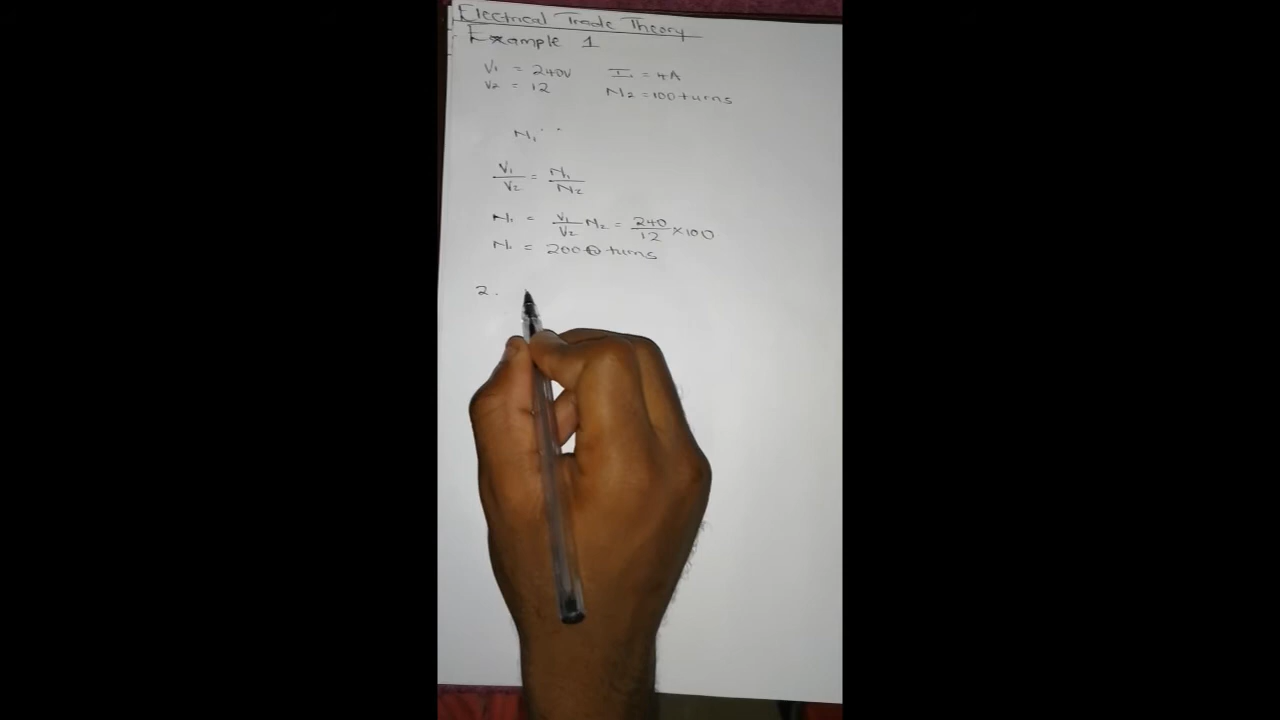 Electrical Trade Theory
Example 1
V1 = 240V I1 = 4A
V2 = 12 N2 = 100 turns
N1
V1/V2 = N1/N2
N1 = V1/V2 N2 = 240/12 × 100
N1 = 2000 turns
2.